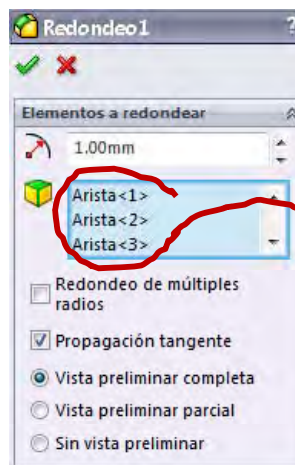 Redondeo1
?
Elementos a redondear
1.00mm
Arista<1>
Arista<2>
Arista<3>
Redondeo de múltiples
radios
Propagación tangente
Vista preliminar completa
Vista preliminar parcial
Sin vista preliminar